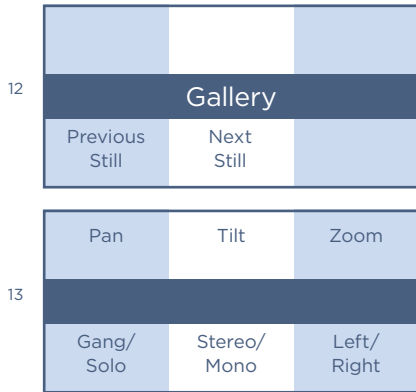 12
Gallery
Previous Still
Next Still
13
Pan
Tilt
Zoom
Gang/ Solo
Stereo/ Mono
Left/ Right